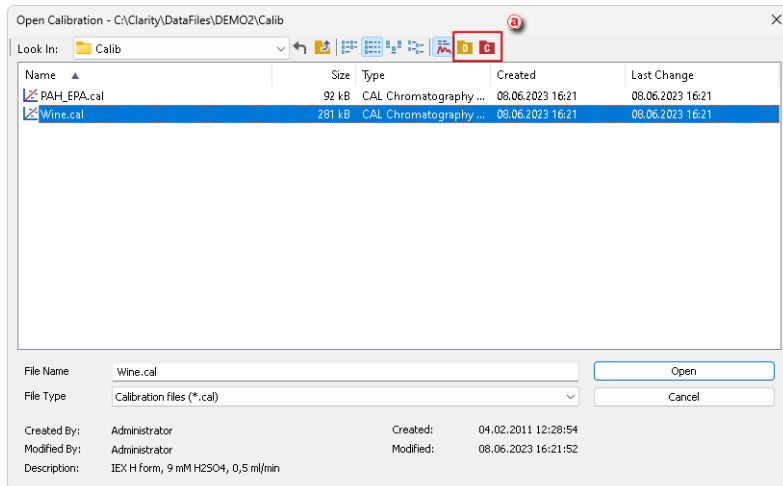 Open Calibration - C:\Clarity\DataFiles\DEMO2\Calib
a
Look In: Calib D C
Name Size Type Created Last Change
PAH_EPA.cal 92 kB CAL Chromatography ... 08.06.2023 16:21 08.06.2023 16:21
Wine.cal 281 kB CAL Chromatography ... 08.06.2023 16:21 08.06.2023 16:21
File Name Wine.cal Open
File Type Calibration files (*.cal) Cancel
Created By: Administrator Created: 04.02.2011 12:28:54
Modified By: Administrator Modified: 08.06.2023 16:21:52
Description: IEX H form, 9 mM H2SO4, 0,5 ml/min